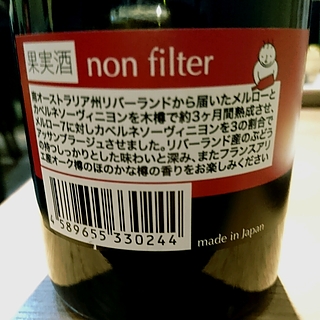 果実酒 non filter
南オーストラリア州リバーランドから届いたメルローと
カベルネソーヴィニヨンを木樽で約3ヶ月間熟成させ、
メルロー7に対しカベルネソーヴィニヨンを3の割合で
アッサンブラージュさせました。リバーランド産のぶどう
の持つしっかりとした味わいと深み、またフランスアリ
エ産オーク樽のほのかな樽の香りをお楽しみください
4589655330244
made in Japan